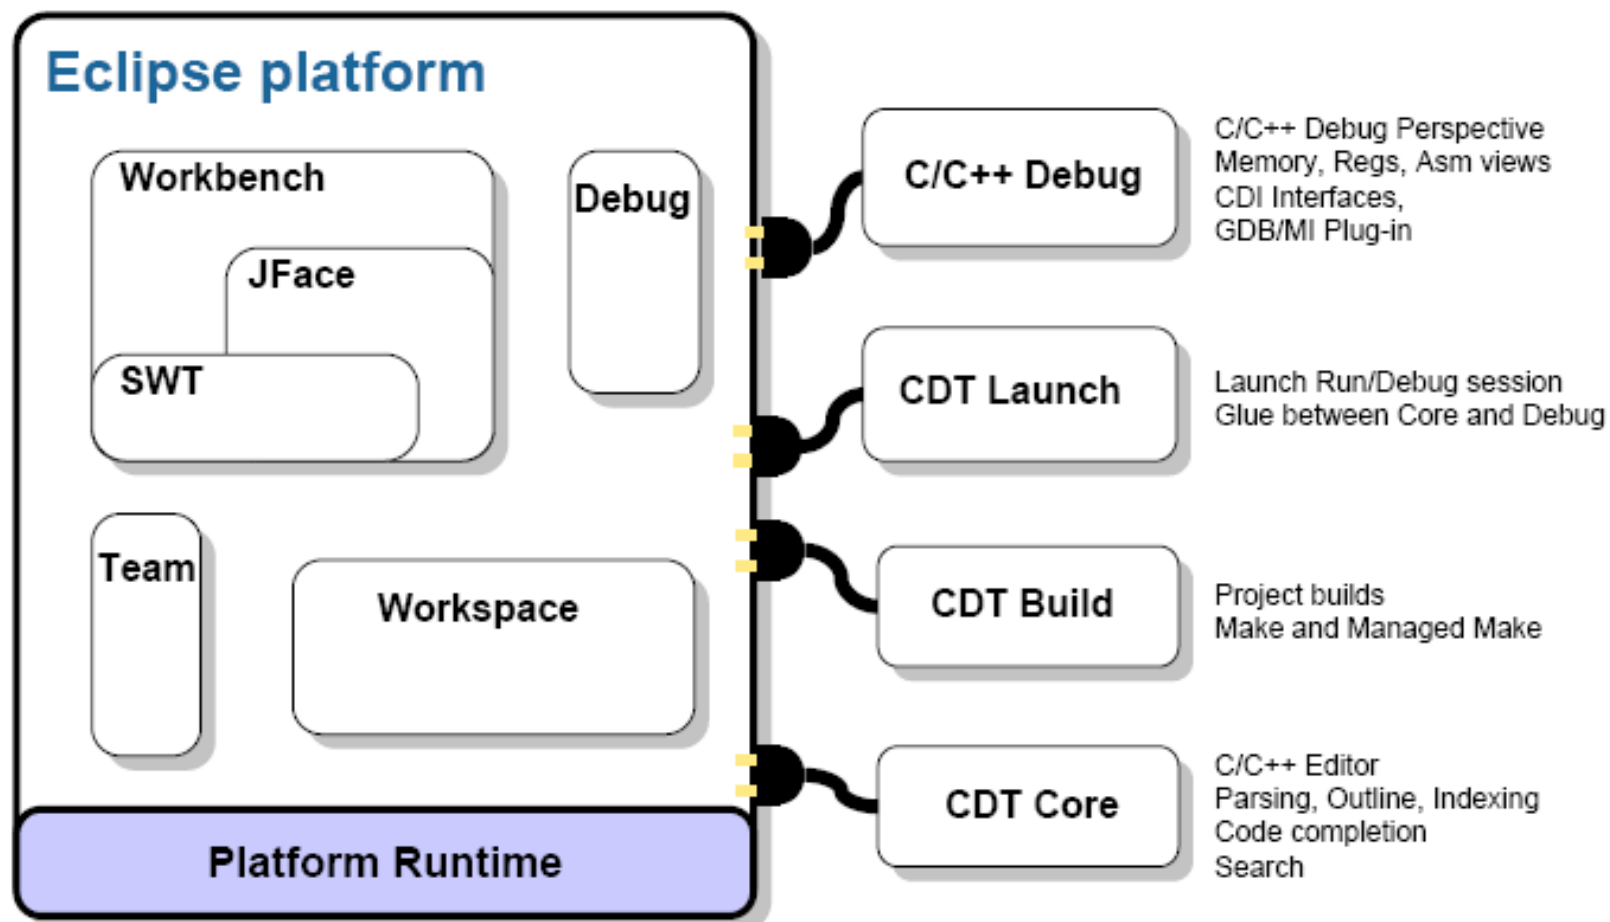 Eclipse platform
Workbench
JFace
SWT
Debug
Team
Workspace
Platform Runtime
C/C++ Debug
C/C++ Debug Perspective
Memory, Regs, Asm views
CDI Interfaces,
GDB/MI Plug-in
CDT Launch
Launch Run/Debug session
Glue between Core and Debug
CDT Build
Project builds
Make and Managed Make
CDT Core
C/C++ Editor
Parsing, Outline, Indexing
Code completion
Search